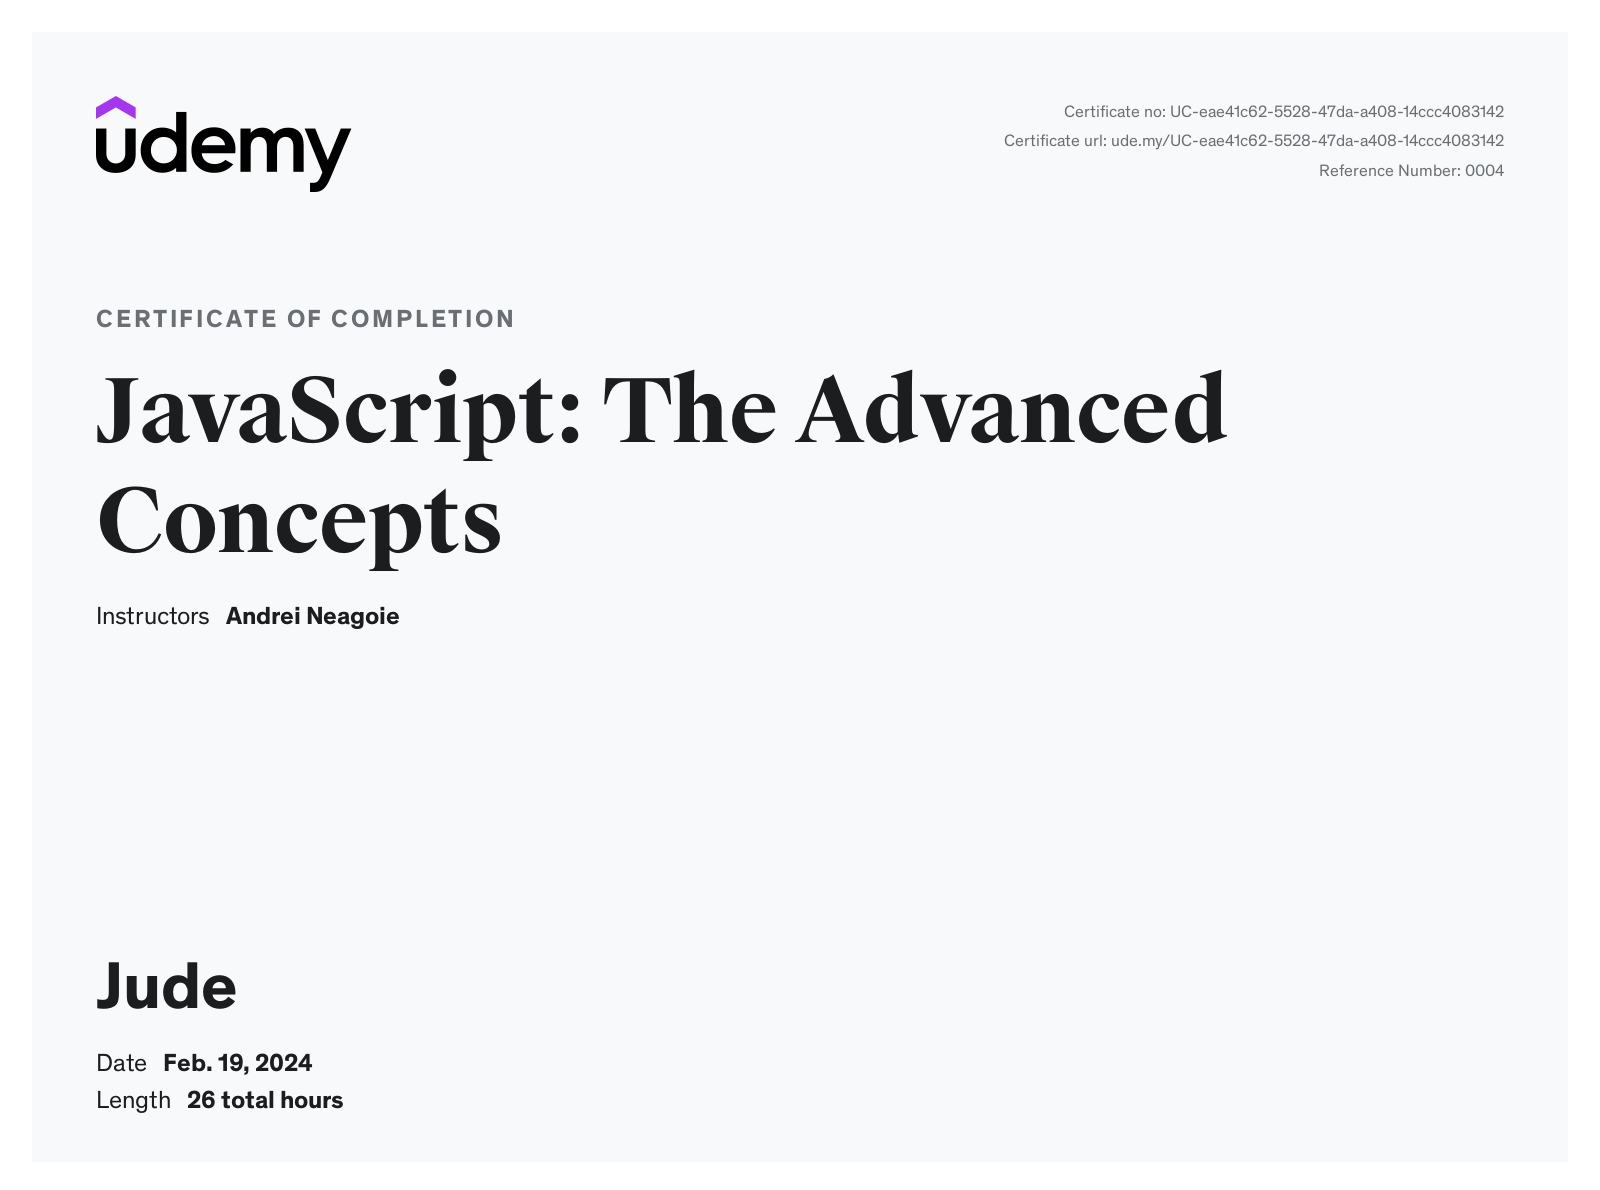 udemy
Certificate no: UC-eae41c62-5528-47da-a408-14ccc4083142
Certificate url: ude.my/UC-eae41c62-5528-47da-a408-14ccc4083142
Reference Number: 0004
CERTIFICATE OF COMPLETION
JavaScript: The Advanced
Concepts
Instructors Andrei Neagoie
Jude
Date Feb. 19, 2024
Length 26 total hours